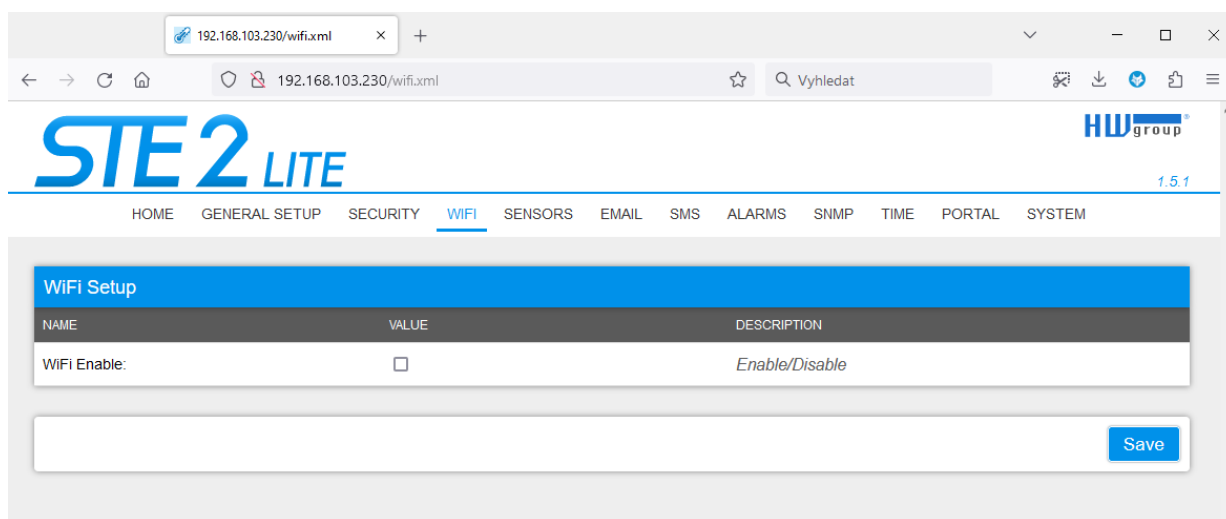 192.168.103.230/wifi.xml
192.168.103.230/wifi.xml
Vyhledat
STE2 LITE
HW group
1.5.1
HOME GENERAL SETUP SECURITY WIFI SENSORS EMAIL SMS ALARMS SNMP TIME PORTAL SYSTEM
WiFi Setup
NAME VALUE DESCRIPTION
WiFi Enable: Enable/Disable
Save